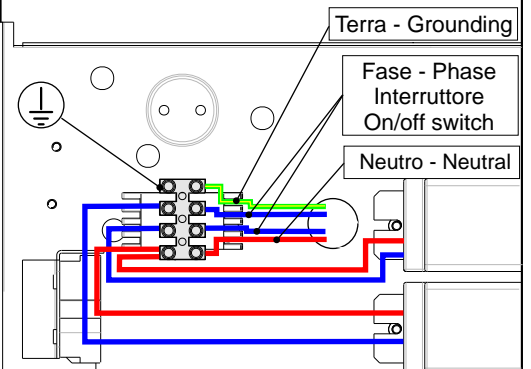 Terra - Grounding
Fase - Phase
Interruttore
On/off switch
Neutro - Neutral